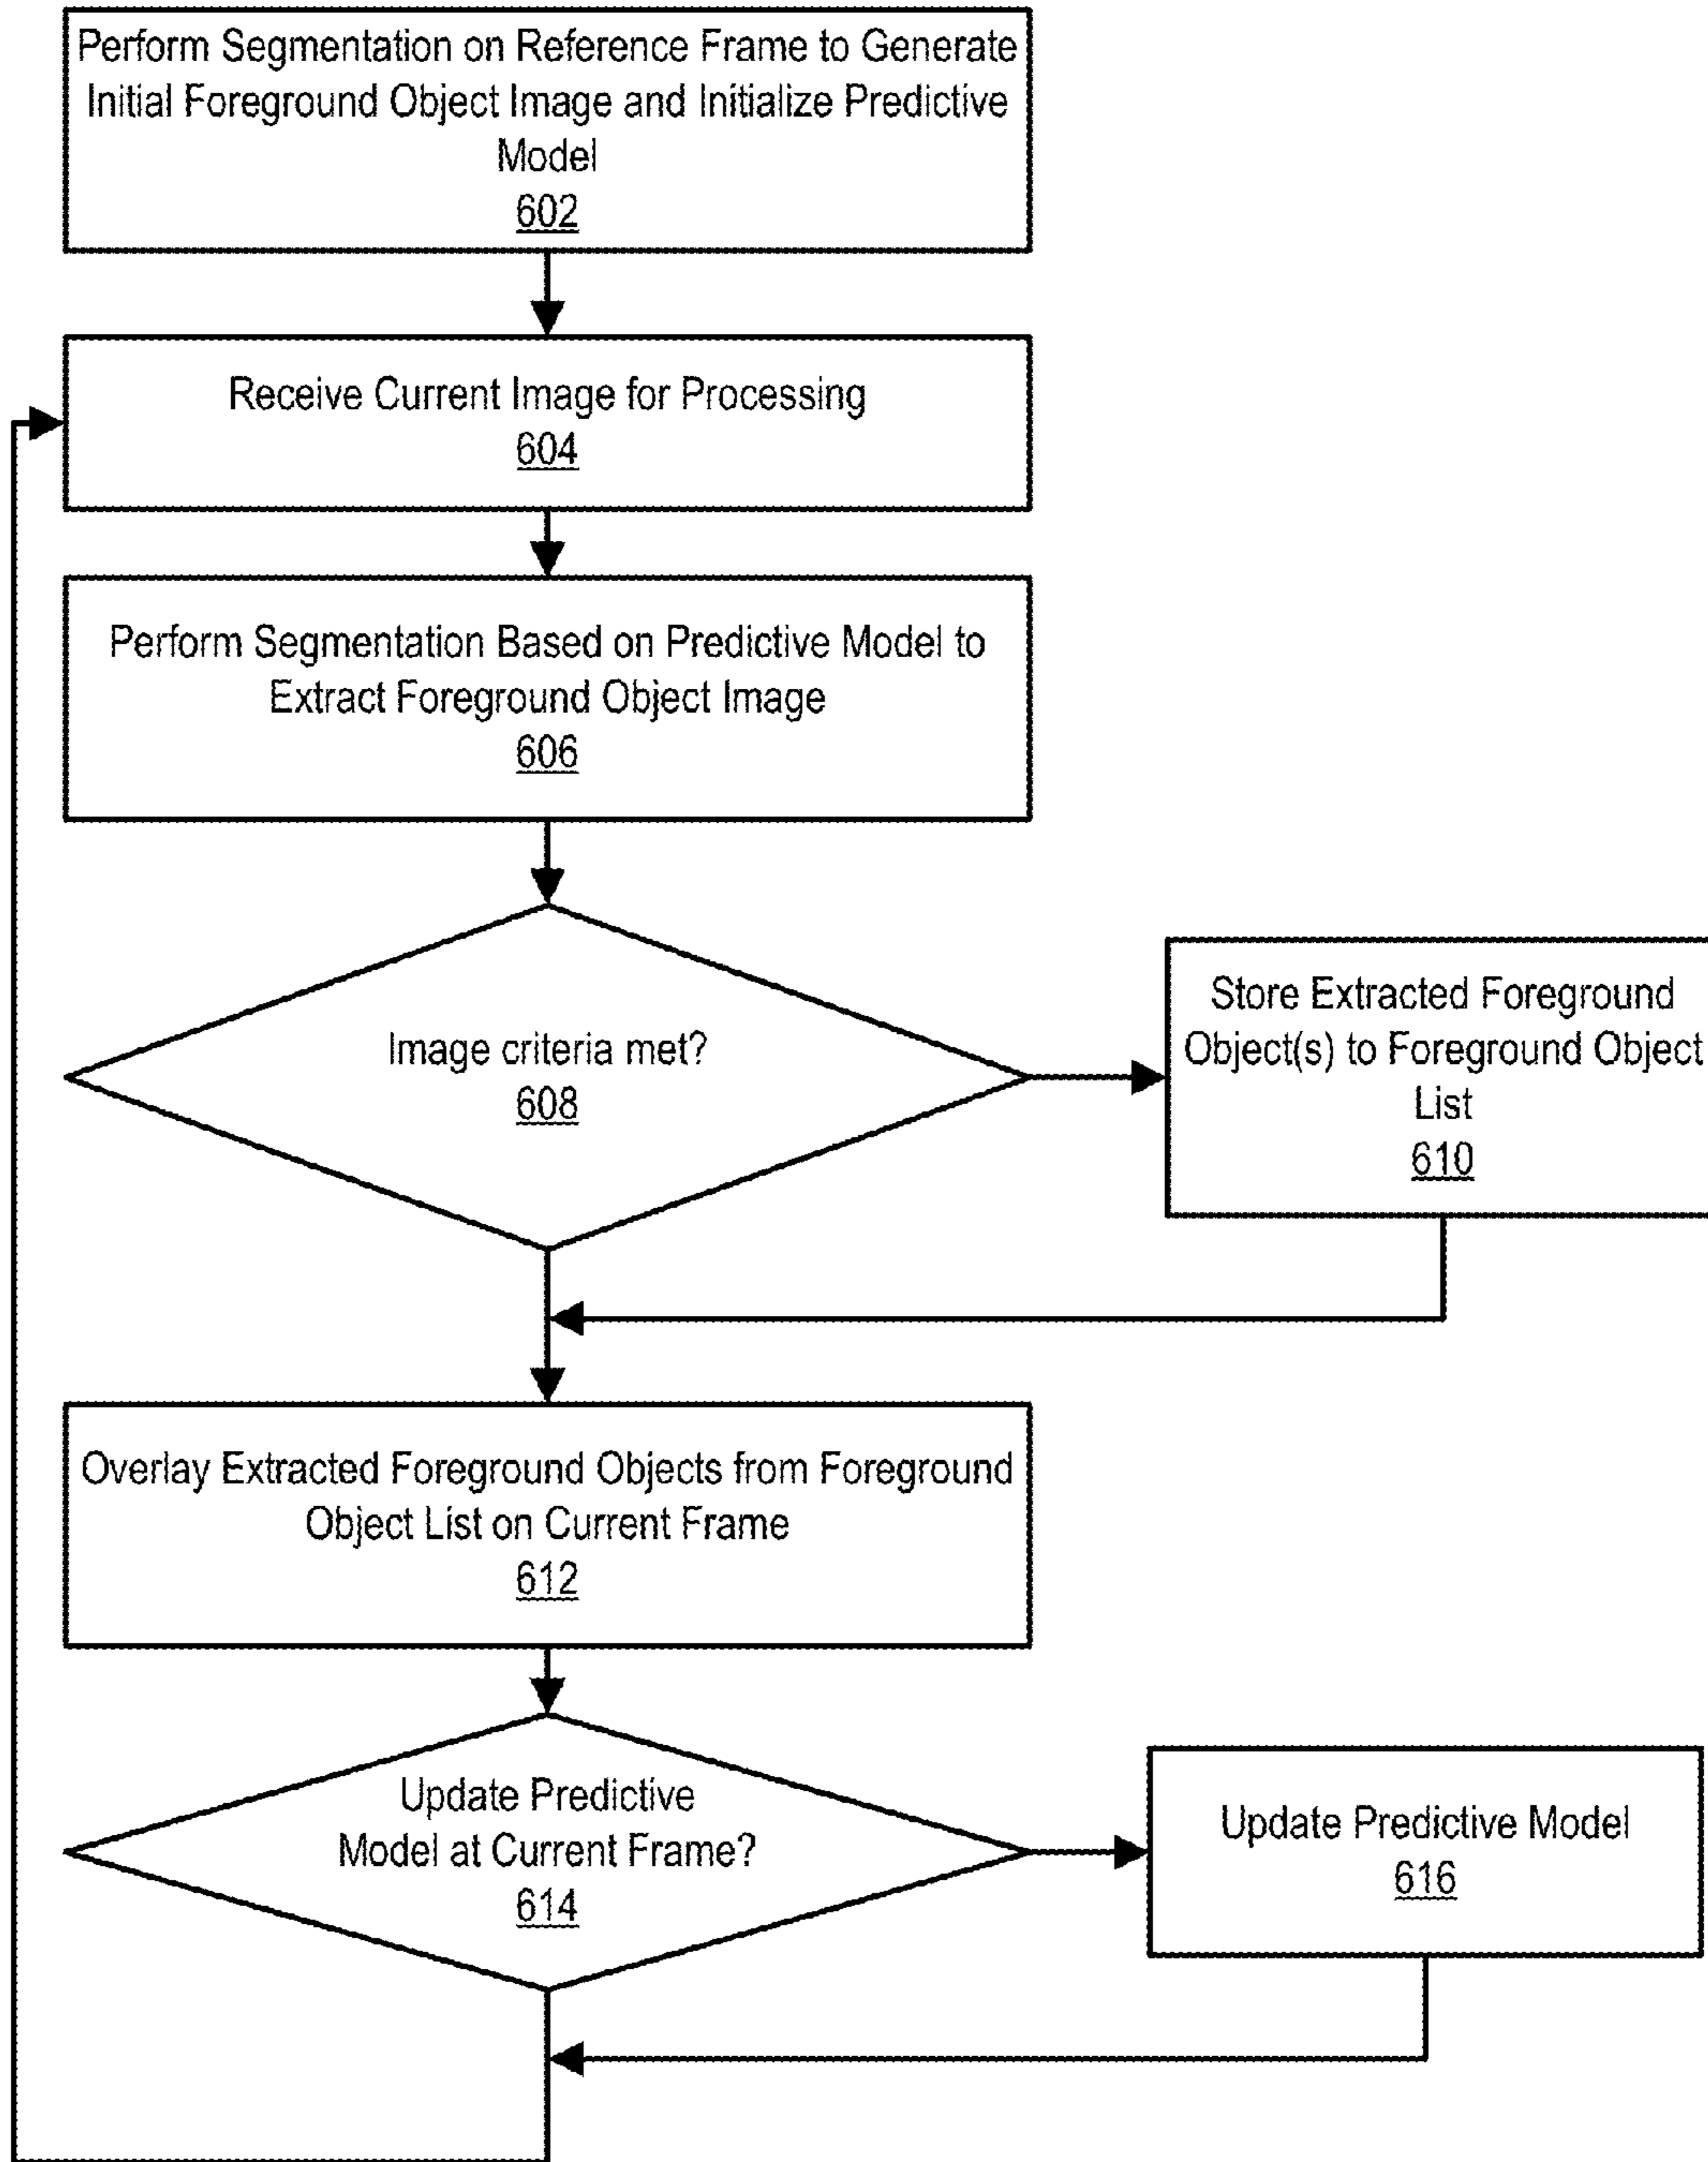 Perform Segmentation on Reference Frame to Generate
Initial Foreground Object Image and Initialize Predictive
Model
602
Receive Current Image for Processing
604
Perform Segmentation Based on Predictive Model to
Extract Foreground Object Image
606
Image criteria met?
608
Store Extracted Foreground
Object(s) to Foreground Object
List
610
Overlay Extracted Foreground Objects from Foreground
Object List on Current Frame
612
Update Predictive
Model at Current Frame?
614
Update Predictive Model
616